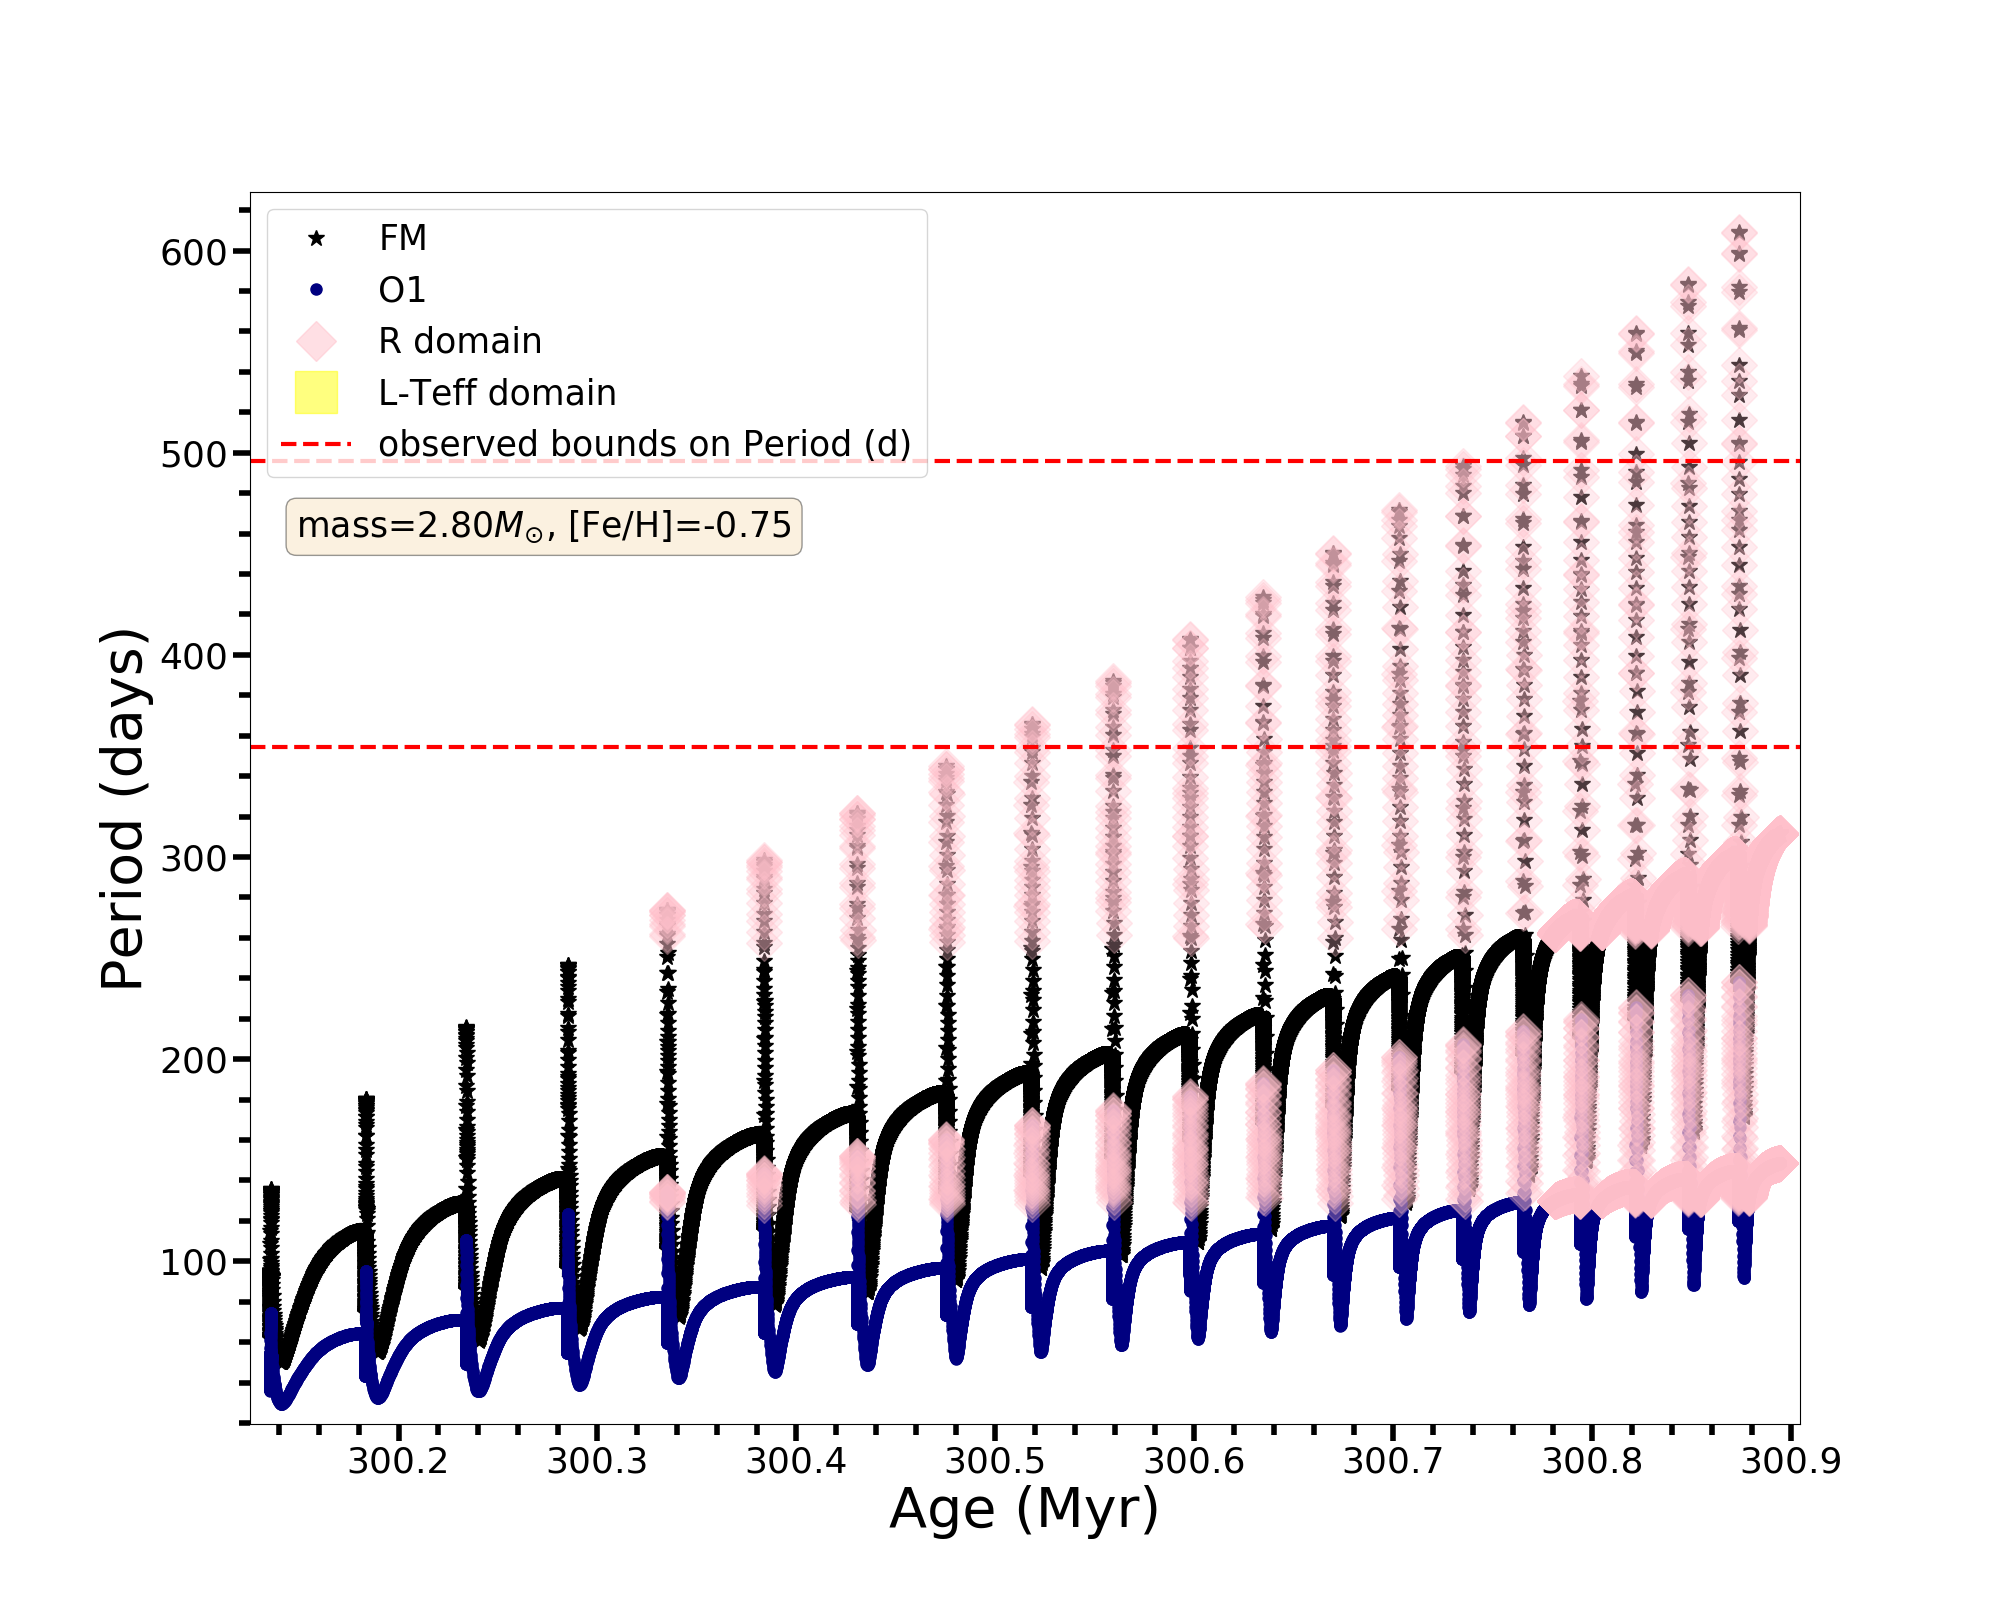 FM
O1
R domain
L-Teff domain
observed bounds on Period (d)
mass=2.80M☉, [Fe/H]=-0.75
Period (days)
600
500
400
300
200
100
300.2 300.3 300.4 300.5 300.6 300.7 300.8 300.9
Age (Myr)